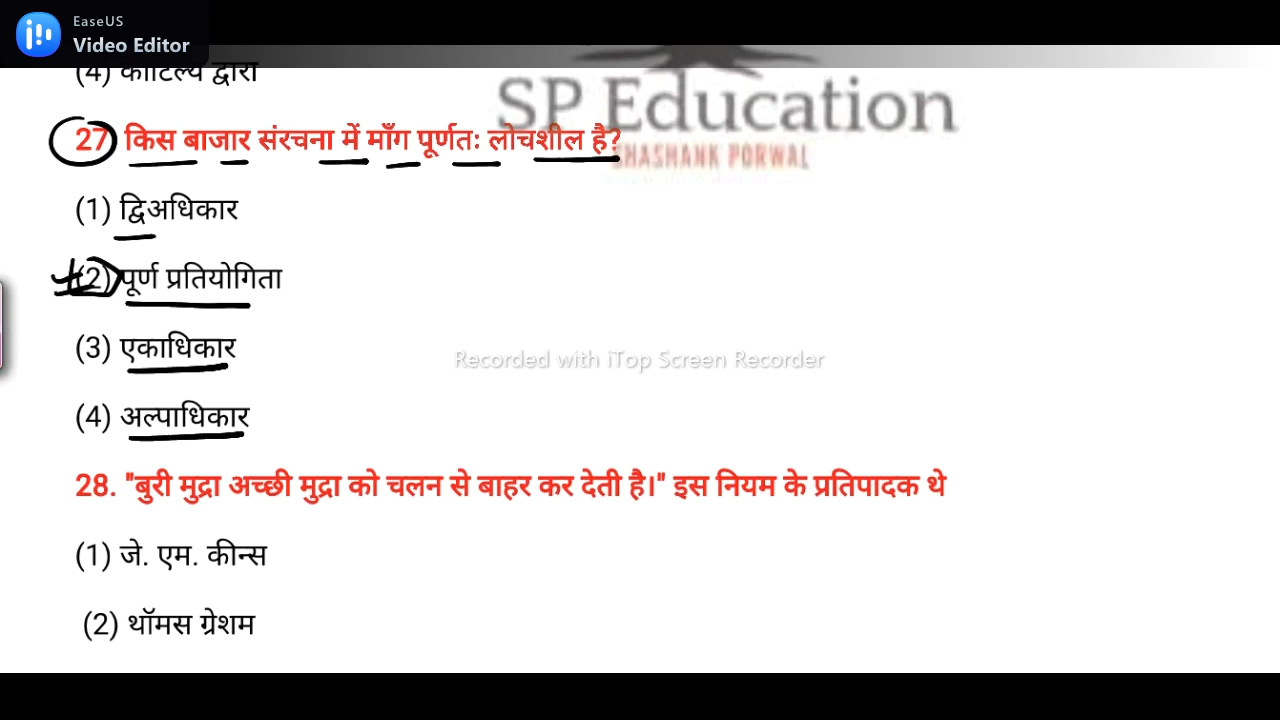 EaseUS
Video Editor
(4) कौटिल्य द्वारा
SP Education
27. किस बाजार संरचना में माँग पूर्णतः लोचशील है?
SHASHANK PORWAL
(1) द्विअधिकार
(2) पूर्ण प्रतियोगिता
(3) एकाधिकार
Recorded with iTop Screen Recorder
(4) अल्पाधिकार
28. "बुरी मुद्रा अच्छी मुद्रा को चलन से बाहर कर देती है।" इस नियम के प्रतिपादक थे
(1) जे. एम. कीन्स
(2) थॉमस ग्रेशम